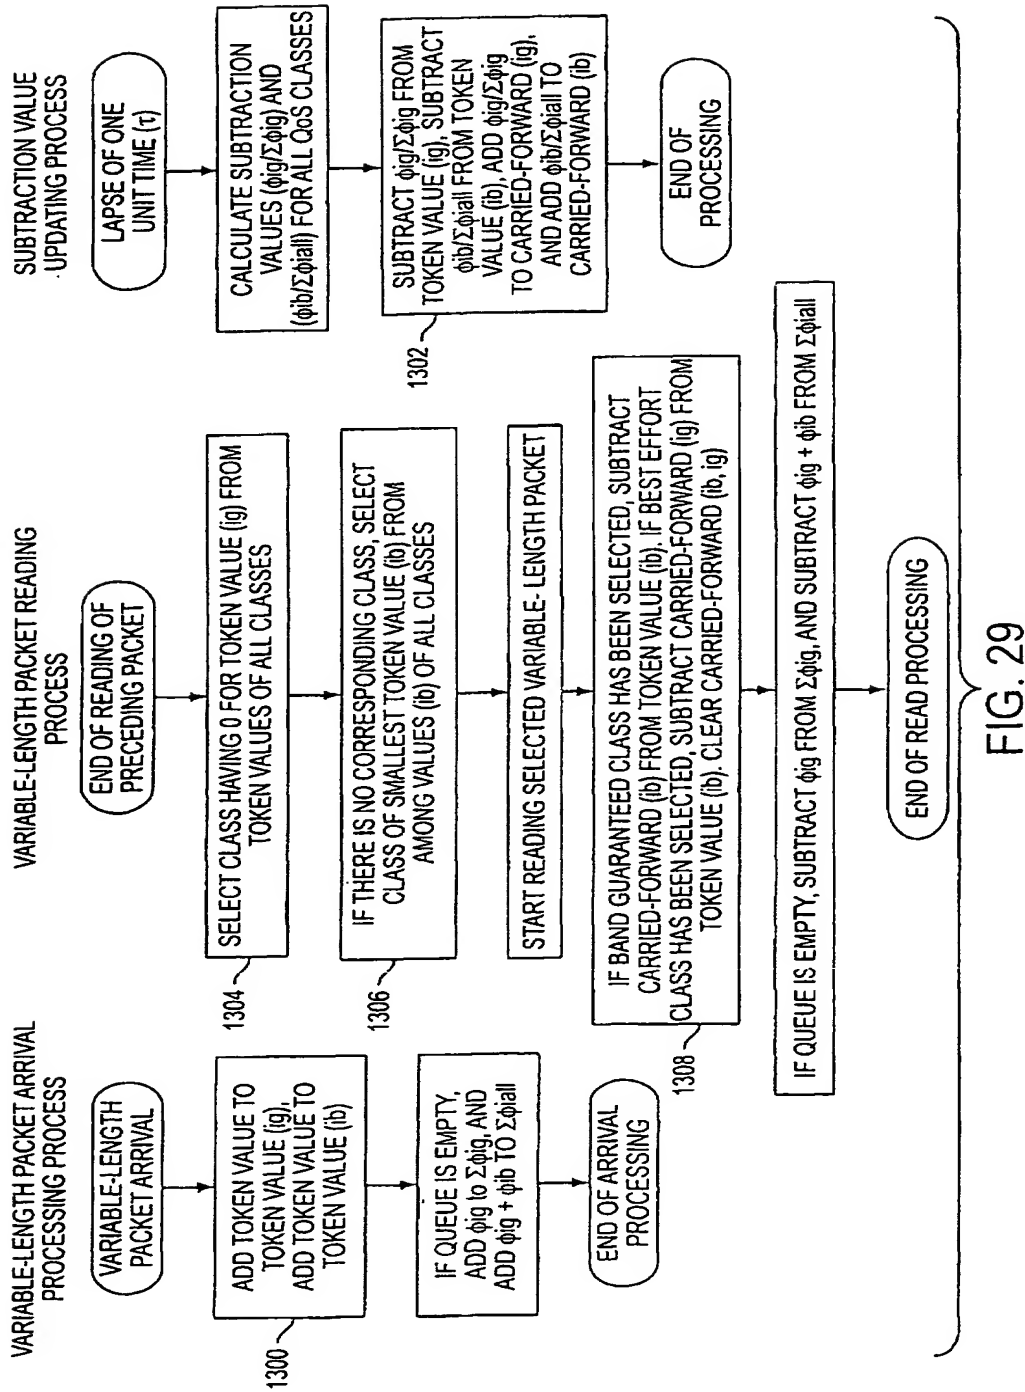 VARIABLE-LENGTH PACKET ARRIVAL
PROCESSING PROCESS
VARIABLE-LENGTH
PACKET ARRIVAL
ADD TOKEN VALUE TO
TOKEN VALUE (ig),
ADD TOKEN VALUE TO
TOKEN VALUE (ib)
1300
IF QUEUE IS EMPTY,
ADD ϕig to Σϕig, AND
ADD ϕig + ϕib TO Σϕiall
END OF ARRIVAL
PROCESSING
VARIABLE-LENGTH PACKET READING
PROCESS
END OF READING OF
PRECEDING PACKET
SELECT CLASS HAVING 0 FOR TOKEN VALUE (ig) FROM
TOKEN VALUES OF ALL CLASSES
1304
IF THERE IS NO CORRESPONDING CLASS, SELECT
CLASS OF SMALLEST TOKEN VALUE (ib) FROM
AMONG VALUES (ib) OF ALL CLASSES
1306
START READING SELECTED VARIABLE- LENGTH PACKET
IF BAND GUARANTEED CLASS HAS BEEN SELECTED, SUBTRACT
CARRIED-FORWARD (ib) FROM TOKEN VALUE (ib). IF BEST EFFORT
CLASS HAS BEEN SELECTED, SUBTRACT CARRIED-FORWARD (ig) FROM
TOKEN VALUE (ib). CLEAR CARRIED-FORWARD (ib, ig)
1308
IF QUEUE IS EMPTY, SUBTRACT ϕig FROM Σϕig, AND SUBTRACT ϕig + ϕib FROM Σϕiall
END OF READ PROCESSING
SUBTRACTION VALUE
UPDATING PROCESS
LAPSE OF ONE
UNIT TIME (τ)
CALCULATE SUBTRACTION
VALUES (ϕig/Σϕig) AND
(ϕib/Σϕiall) FOR ALL QoS CLASSES
SUBTRACT ϕig/Σϕig FROM
TOKEN VALUE (ig), SUBTRACT
ϕib/Σϕiall FROM TOKEN
VALUE (ib), ADD ϕig/Σϕig
TO CARRIED-FORWARD (ig),
AND ADD ϕib/Σϕiall TO
CARRIED-FORWARD (ib)
1302
END OF
PROCESSING
FIG. 29